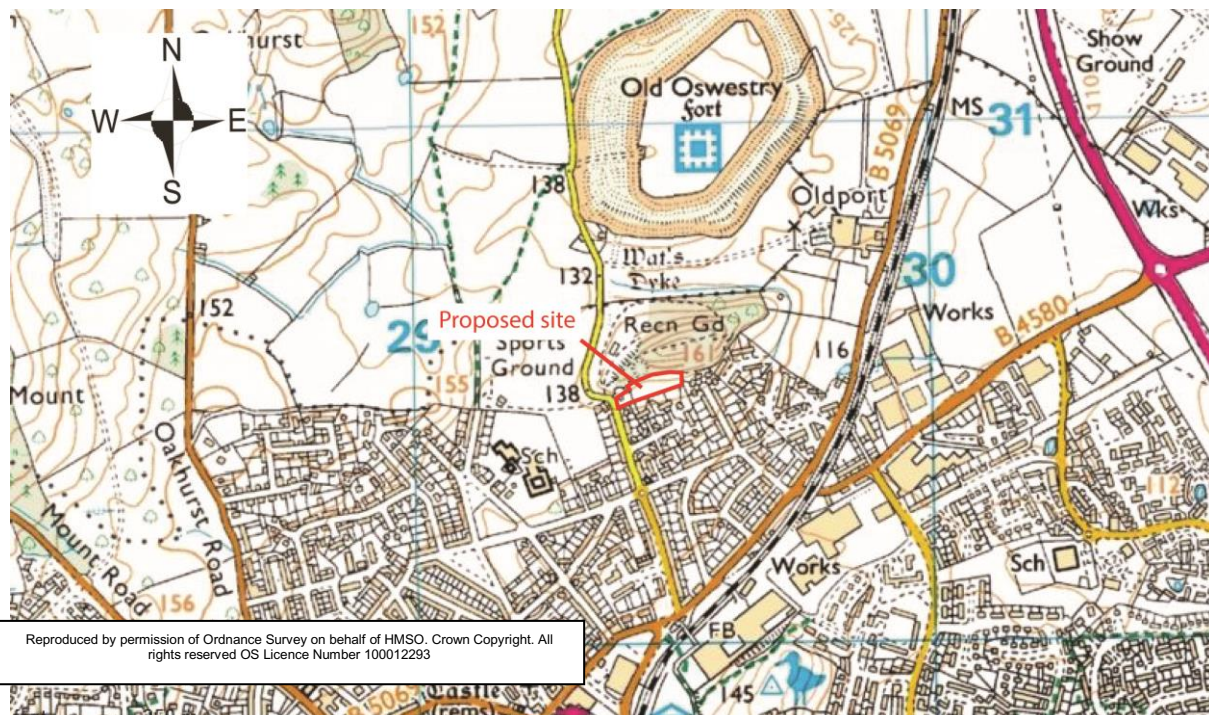 N
W E
S
152
Show
Ground
Old Oswestry
Fort
125
MS
31
B 5069
138
Oldport
Wks
Wat's
Dyke
132
30
152
29
Proposed site
Recn Gd
Works
B 4580
Sports
Ground
161
116
155
138
Mount
Oakhurst
Road
Sch
112
Mount Road
Works
Sch
156
FB
Reproduced by permission of Ordnance Survey on behalf of HMSO. Crown Copyright. All
rights reserved OS Licence Number 100012293
145
B 5069
Castle
(rems)